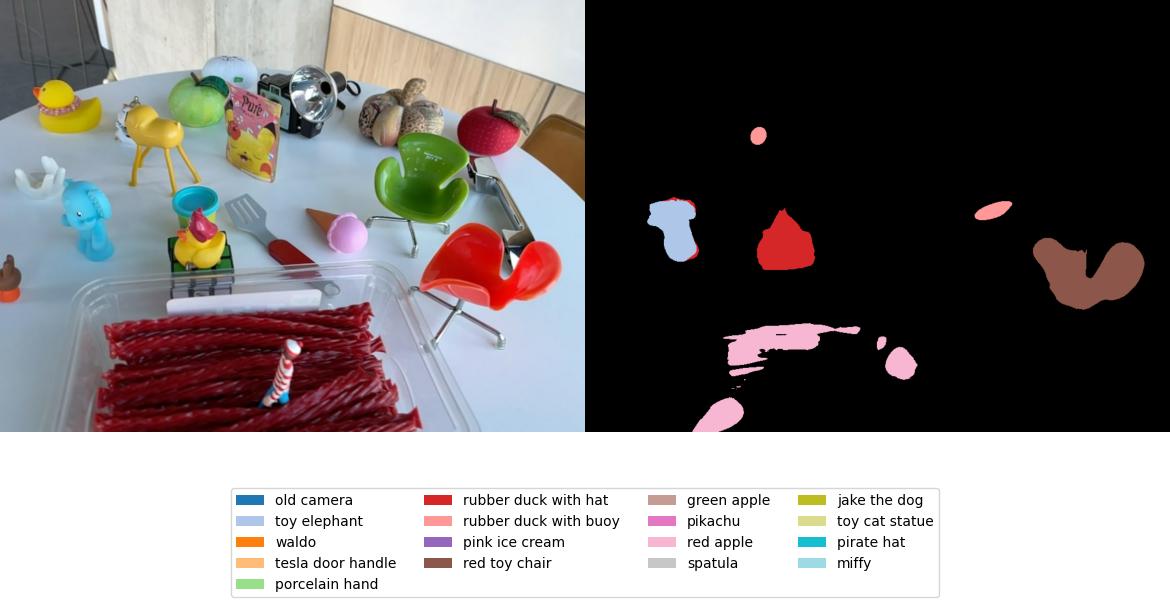 Pure
old camera
toy elephant
waldo
tesla door handle
porcelain hand
rubber duck with hat
rubber duck with buoy
pink ice cream
red toy chair
green apple
pikachu
red apple
spatula
jake the dog
toy cat statue
pirate hat
miffy